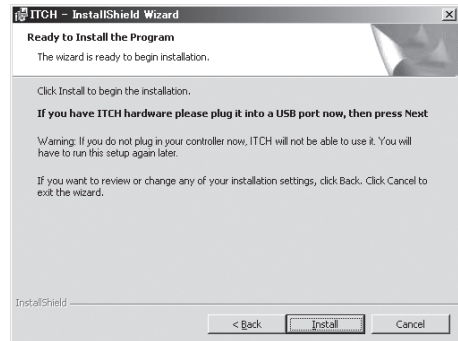 ITCH - InstallShield Wizard
Ready to Install the Program
The wizard is ready to begin installation.
Click Install to begin the installation.
If you have ITCH hardware please plug it into a USB port now, then press Next
Warning: If you do not plug in your controller now, ITCH will not be able to use it. You will
have to run this setup again later.
If you want to review or change any of your installation settings, click Back. Click Cancel to
exit the wizard.
InstallShield
< Back
Install
Cancel